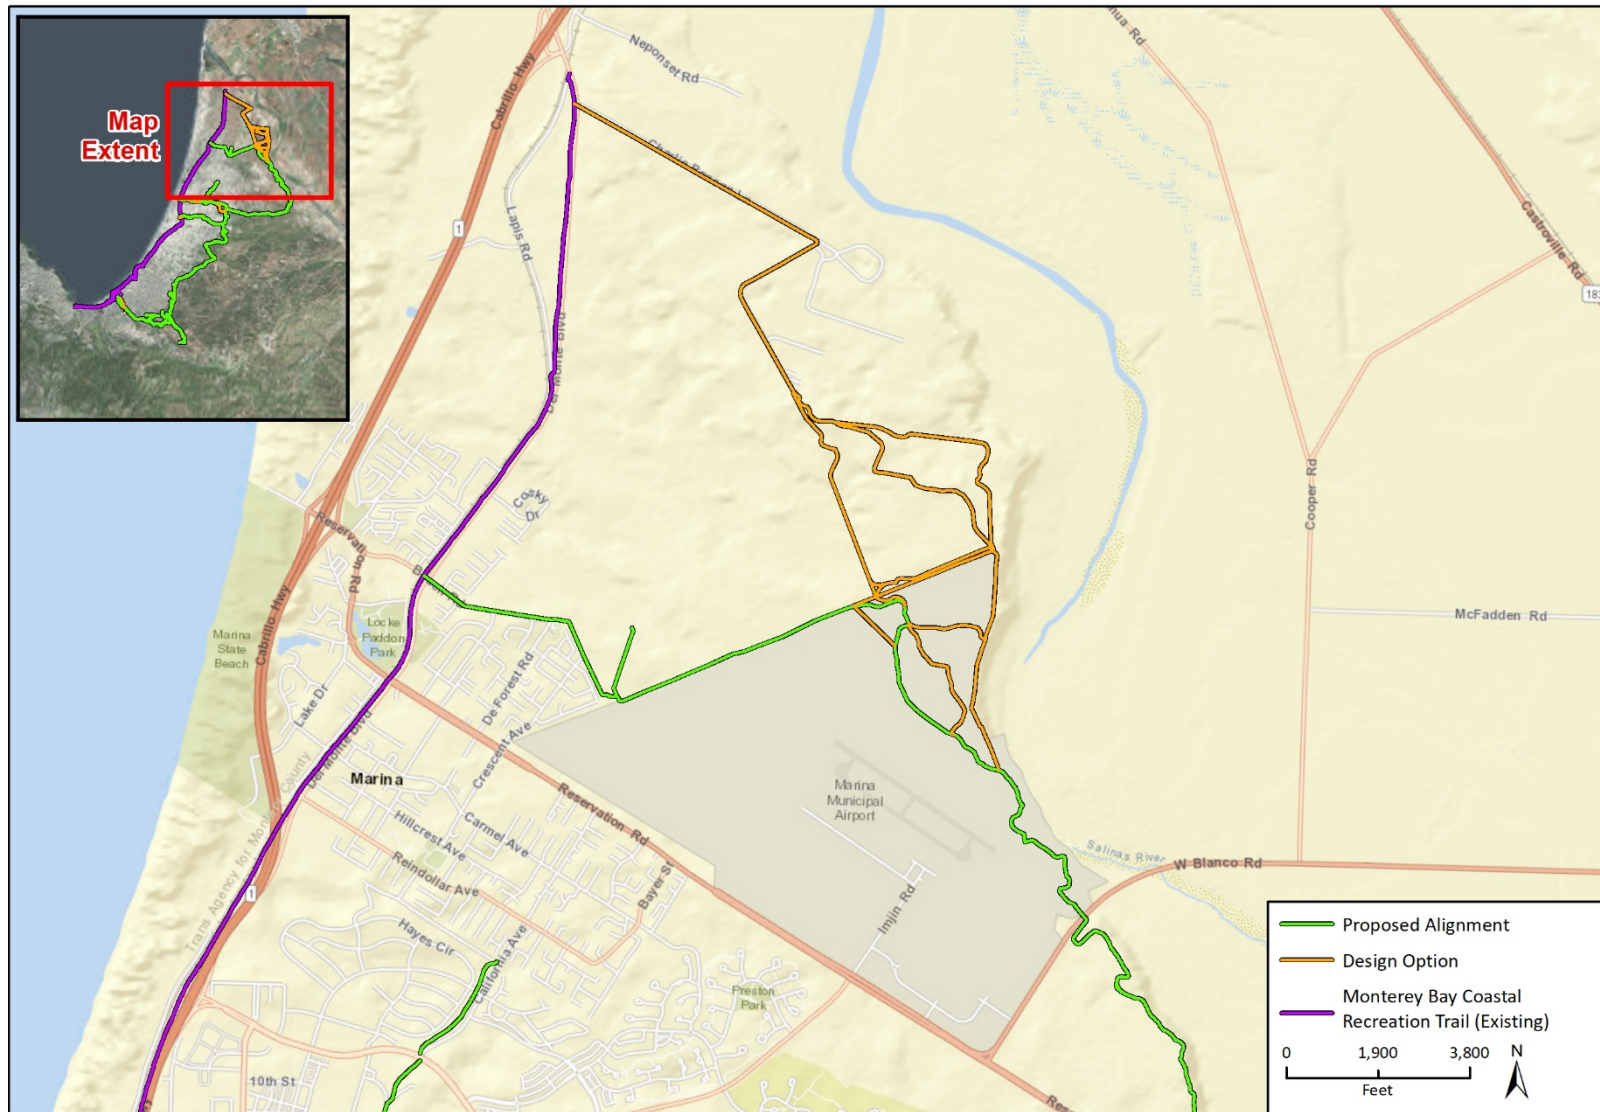 Map
Extent
Neponset Rd
Cabrillo Hwy
Rd
Castroville Rd
183
1
Lapis Rd
Del Monte Blvd
Cosky
Dr
Reservation Rd
Cooper Rd
McFadden Rd
Cabrillo Hwy
Marina
State
Beach
Locke
Paddon
Park
Lake Dr
De Forest Rd
Crescent Ave
Del Monte Blvd
Marina
Marina
Municipal
Airport
Reservation Rd
Carmel Ave
Hillcrest Ave
Reindollar Ave
Bayer St
Imjin Rd
Salinas River
W Blanco Rd
1
Hayes Cir
California Ave
Preston
Park
10th St
Proposed Alignment
Design Option
Monterey Bay Coastal
Recreation Trail (Existing)
0 1,900 3,800
Feet
N